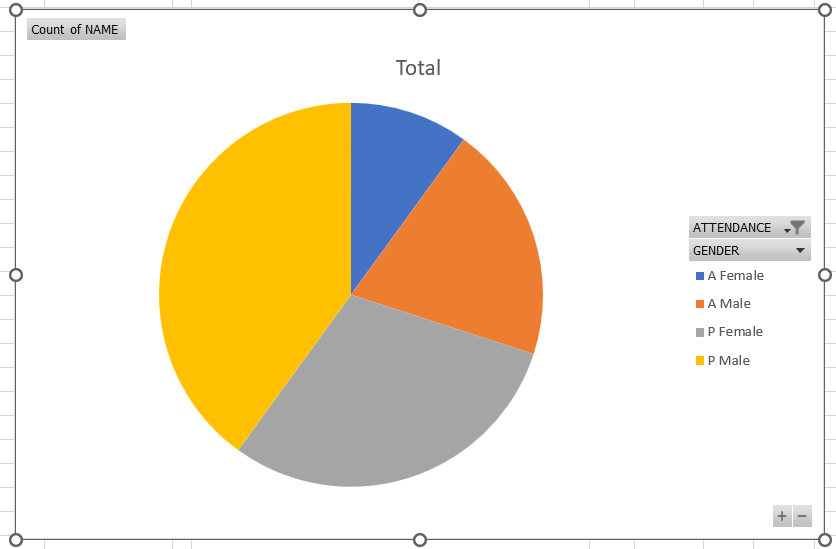 Count of NAME
Total
ATTENDANCE
GENDER
A Female
A Male
P Female
P Male